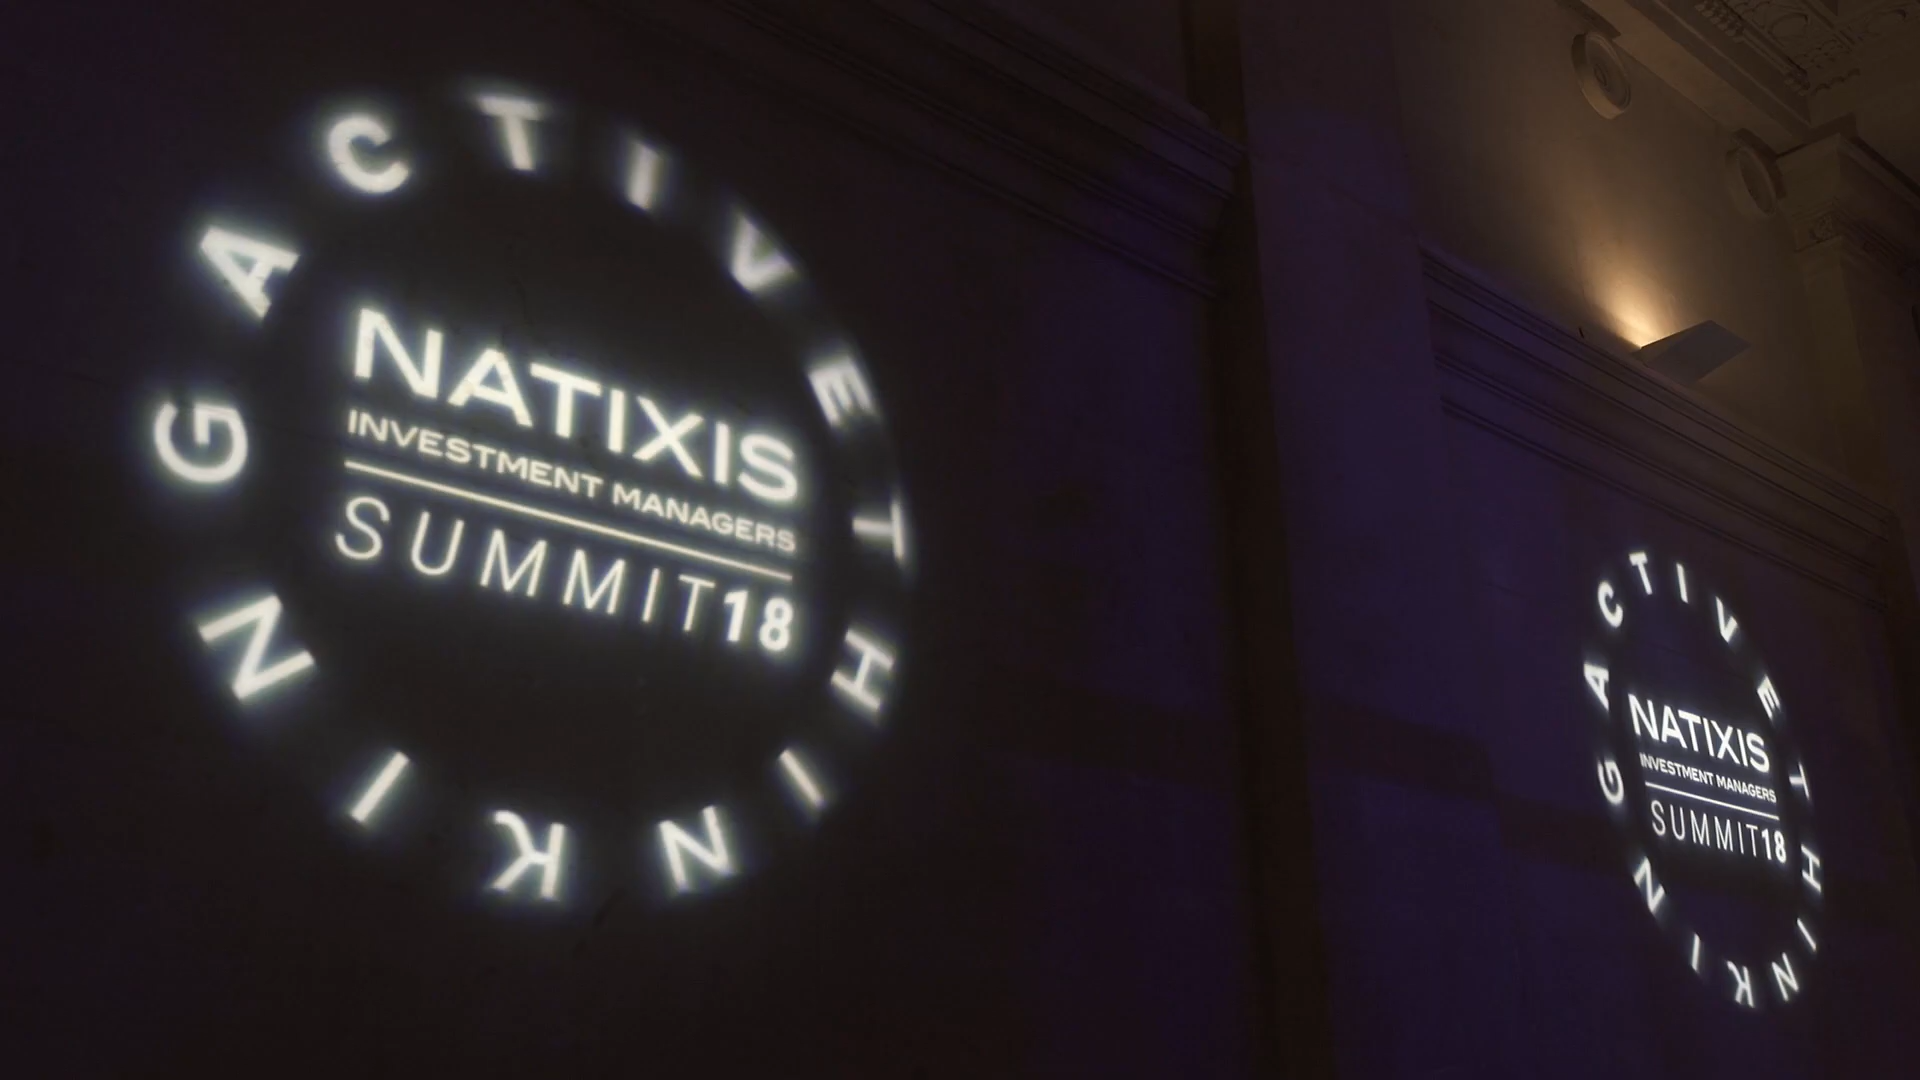 ACTIVE THINKING
NATIXIS
INVESTMENT MANAGERS
SUMMIT18
ACTIVE THINKING
NATIXIS
INVESTMENT MANAGERS
SUMMIT18